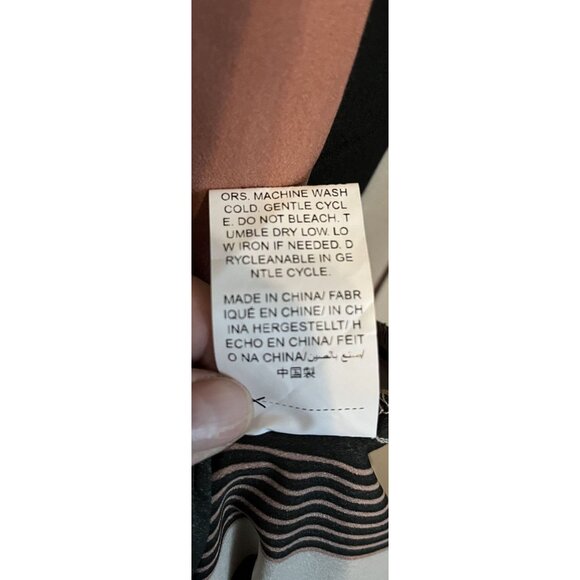 ORS. MACHINE WASH
COLD. GENTLE CYCL
E. DO NOT BLEACH. T
UMBLE DRY LOW. LO
W IRON IF NEEDED. D
RYCLEANABLE IN GE
NTLE CYCLE.
MADE IN CHINA/ FABR
IQUÉ EN CHINE/ IN CH
INA HERGESTELLT/ H
ECHO EN CHINA/ FEIT
O NA CHINA/صنع بالصين/
中国製